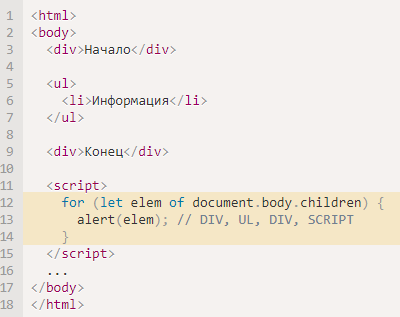 1 <html>
2 <body>
3   <div>Начало</div>
4
5   <ul>
6     <li>Информация</li>
7   </ul>
8
9   <div>Конец</div>
10
11   <script>
12     for (let elem of document.body.children) {
13       alert(elem); // DIV, UL, DIV, SCRIPT
14     }
15   </script>
16   ...
17 </body>
18 </html>